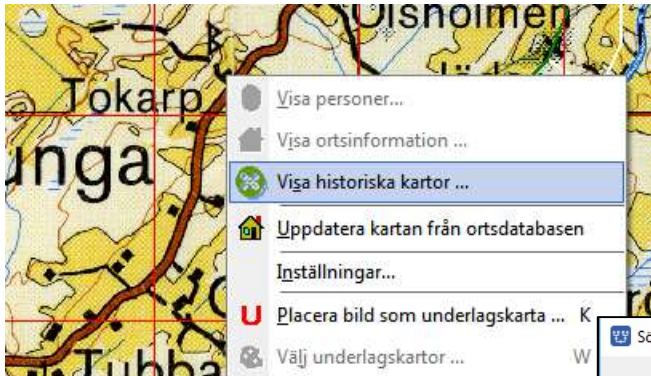 Olsholmen
Tokarp
unga
Tubba
Visa personer...
Visa ortsinformation ...
Visa historiska kartor ...
Uppdatera kartan från ortsdatabasen
Inställningar...
Placera bild som underlagskarta ... K
Välj underlagskartor ... W
Sö